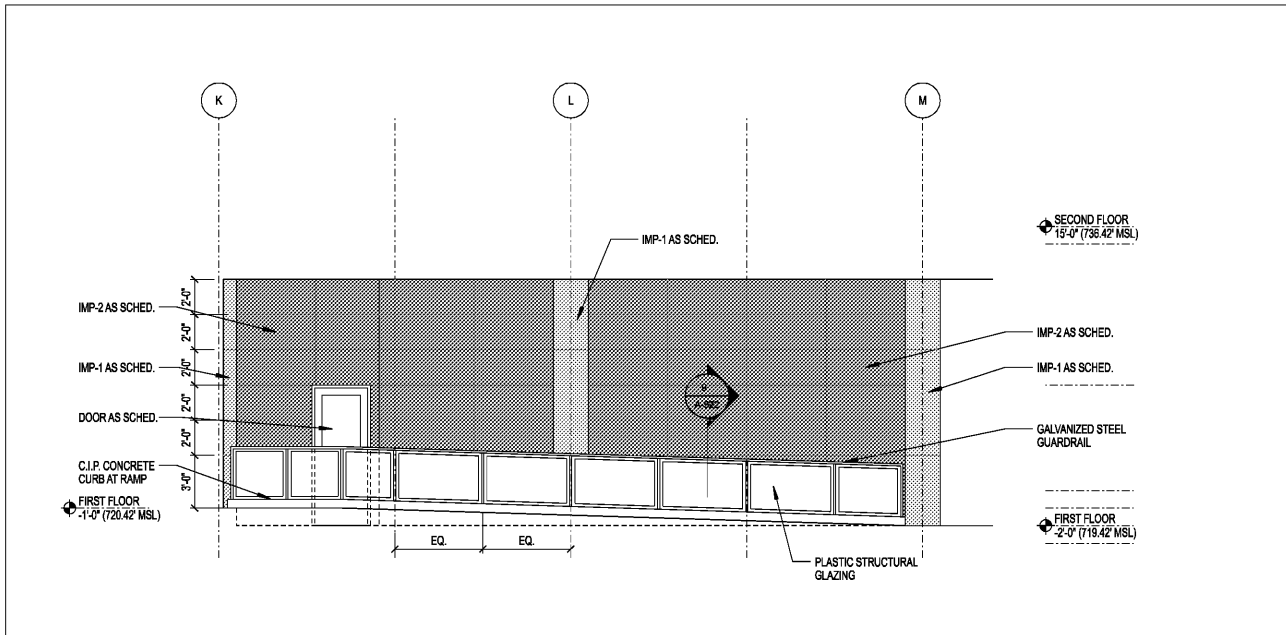 K
L
M
SECOND FLOOR
15'-0" (736.42' MSL)
IMP-1 AS SCHED.
2'-0"
2'-0"
2'-0"
2'-0"
2'-0"
3'-0"
IMP-2 AS SCHED.
IMP-1 AS SCHED.
DOOR AS SCHED.
C.I.P. CONCRETE
CURB AT RAMP
FIRST FLOOR
-1'-0" (720.42' MSL)
9
IMP-2 AS SCHED.
IMP-1 AS SCHED.
GALVANIZED STEEL
GUARDRAIL
FIRST FLOOR
-2'-0" (719.42' MSL)
EQ.
EQ.
PLASTIC STRUCTURAL
GLAZING